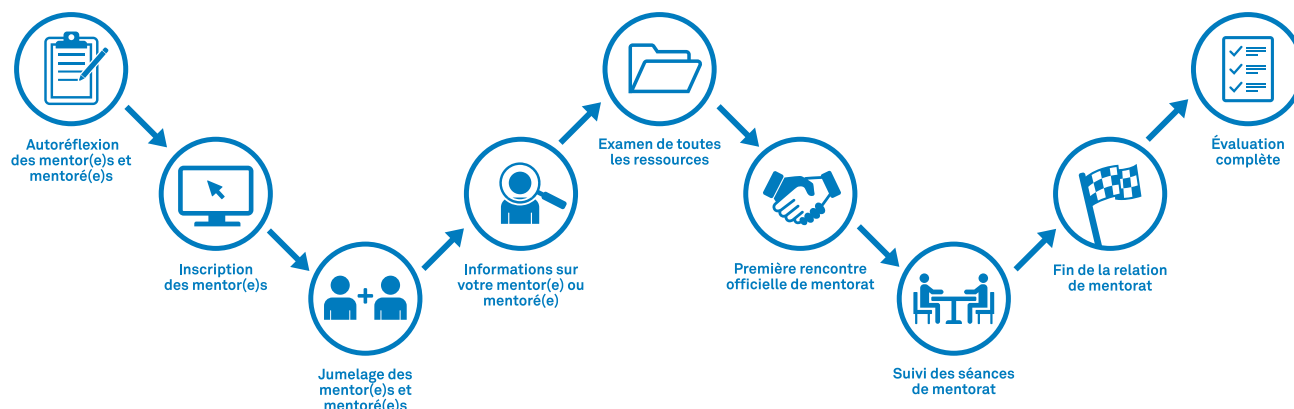 Autoréflexion
des mentor(e)s et
mentoré(e)s
Inscription
des mentor(e)s
Jumelage des
mentor(e)s et
mentoré(e)s
Informations sur
votre mentor(e) ou
mentoré(e)
Examen de toutes
les ressources
Première rencontre
officielle de mentorat
Suivi des séances
de mentorat
Fin de la relation
de mentorat
Évaluation
complète